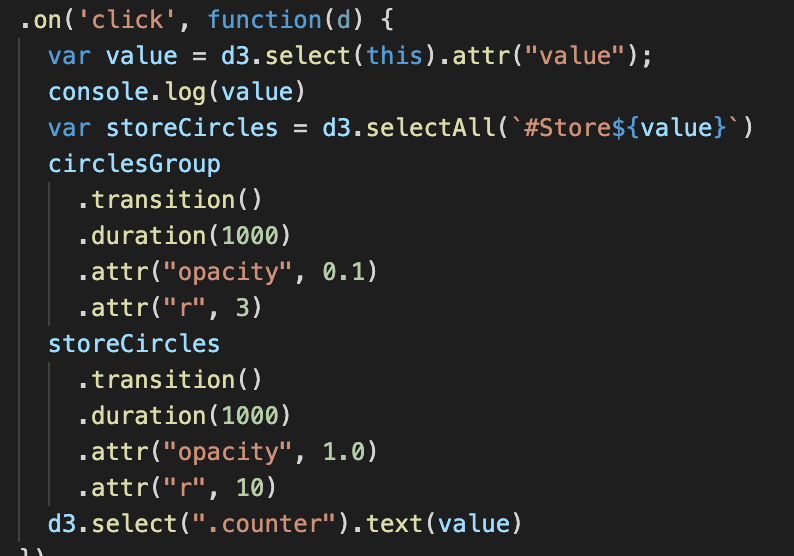 .on('click', function(d) {
var value = d3.select(this).attr("value");
console.log(value)
var storeCircles = d3.selectAll(`#Store${value}`)
circlesGroup
.transition()
.duration(1000)
.attr("opacity", 0.1)
.attr("r", 3)
storeCircles
.transition()
.duration(1000)
.attr("opacity", 1.0)
.attr("r", 10)
d3.select(".counter").text(value)
})